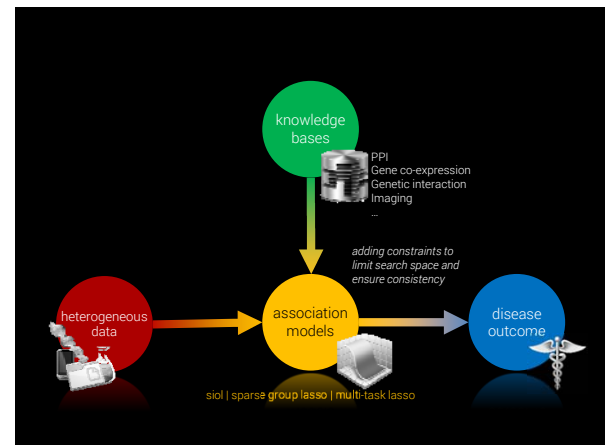 knowledge
bases
PPI
Gene co-expression
Genetic interaction
Imaging
...
adding constraints to
limit search space and
ensure consistency
heterogeneous
data
association
models
disease
outcome
siol | sparse group lasso | multi-task lasso